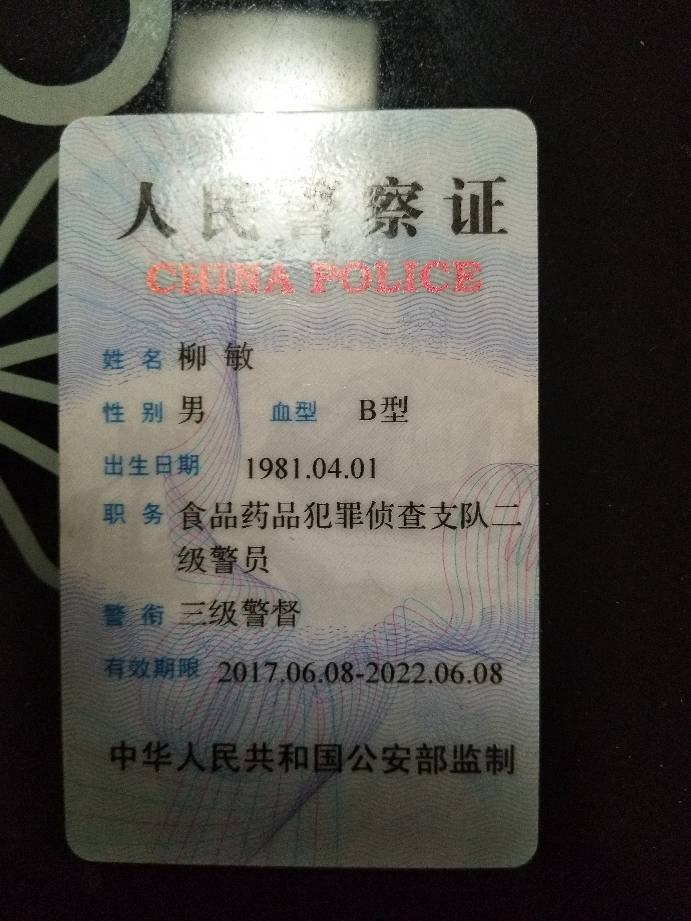 人民警察证
CHINA POLICE
姓 名 柳 敏
性 别 男 血型 B型
出生日期 1981.04.01
职 务 食品药品犯罪侦查支队二
级警员
警 衔 三级警督
有效期限 2017.06.08-2022.06.08
中华人民共和国公安部监制